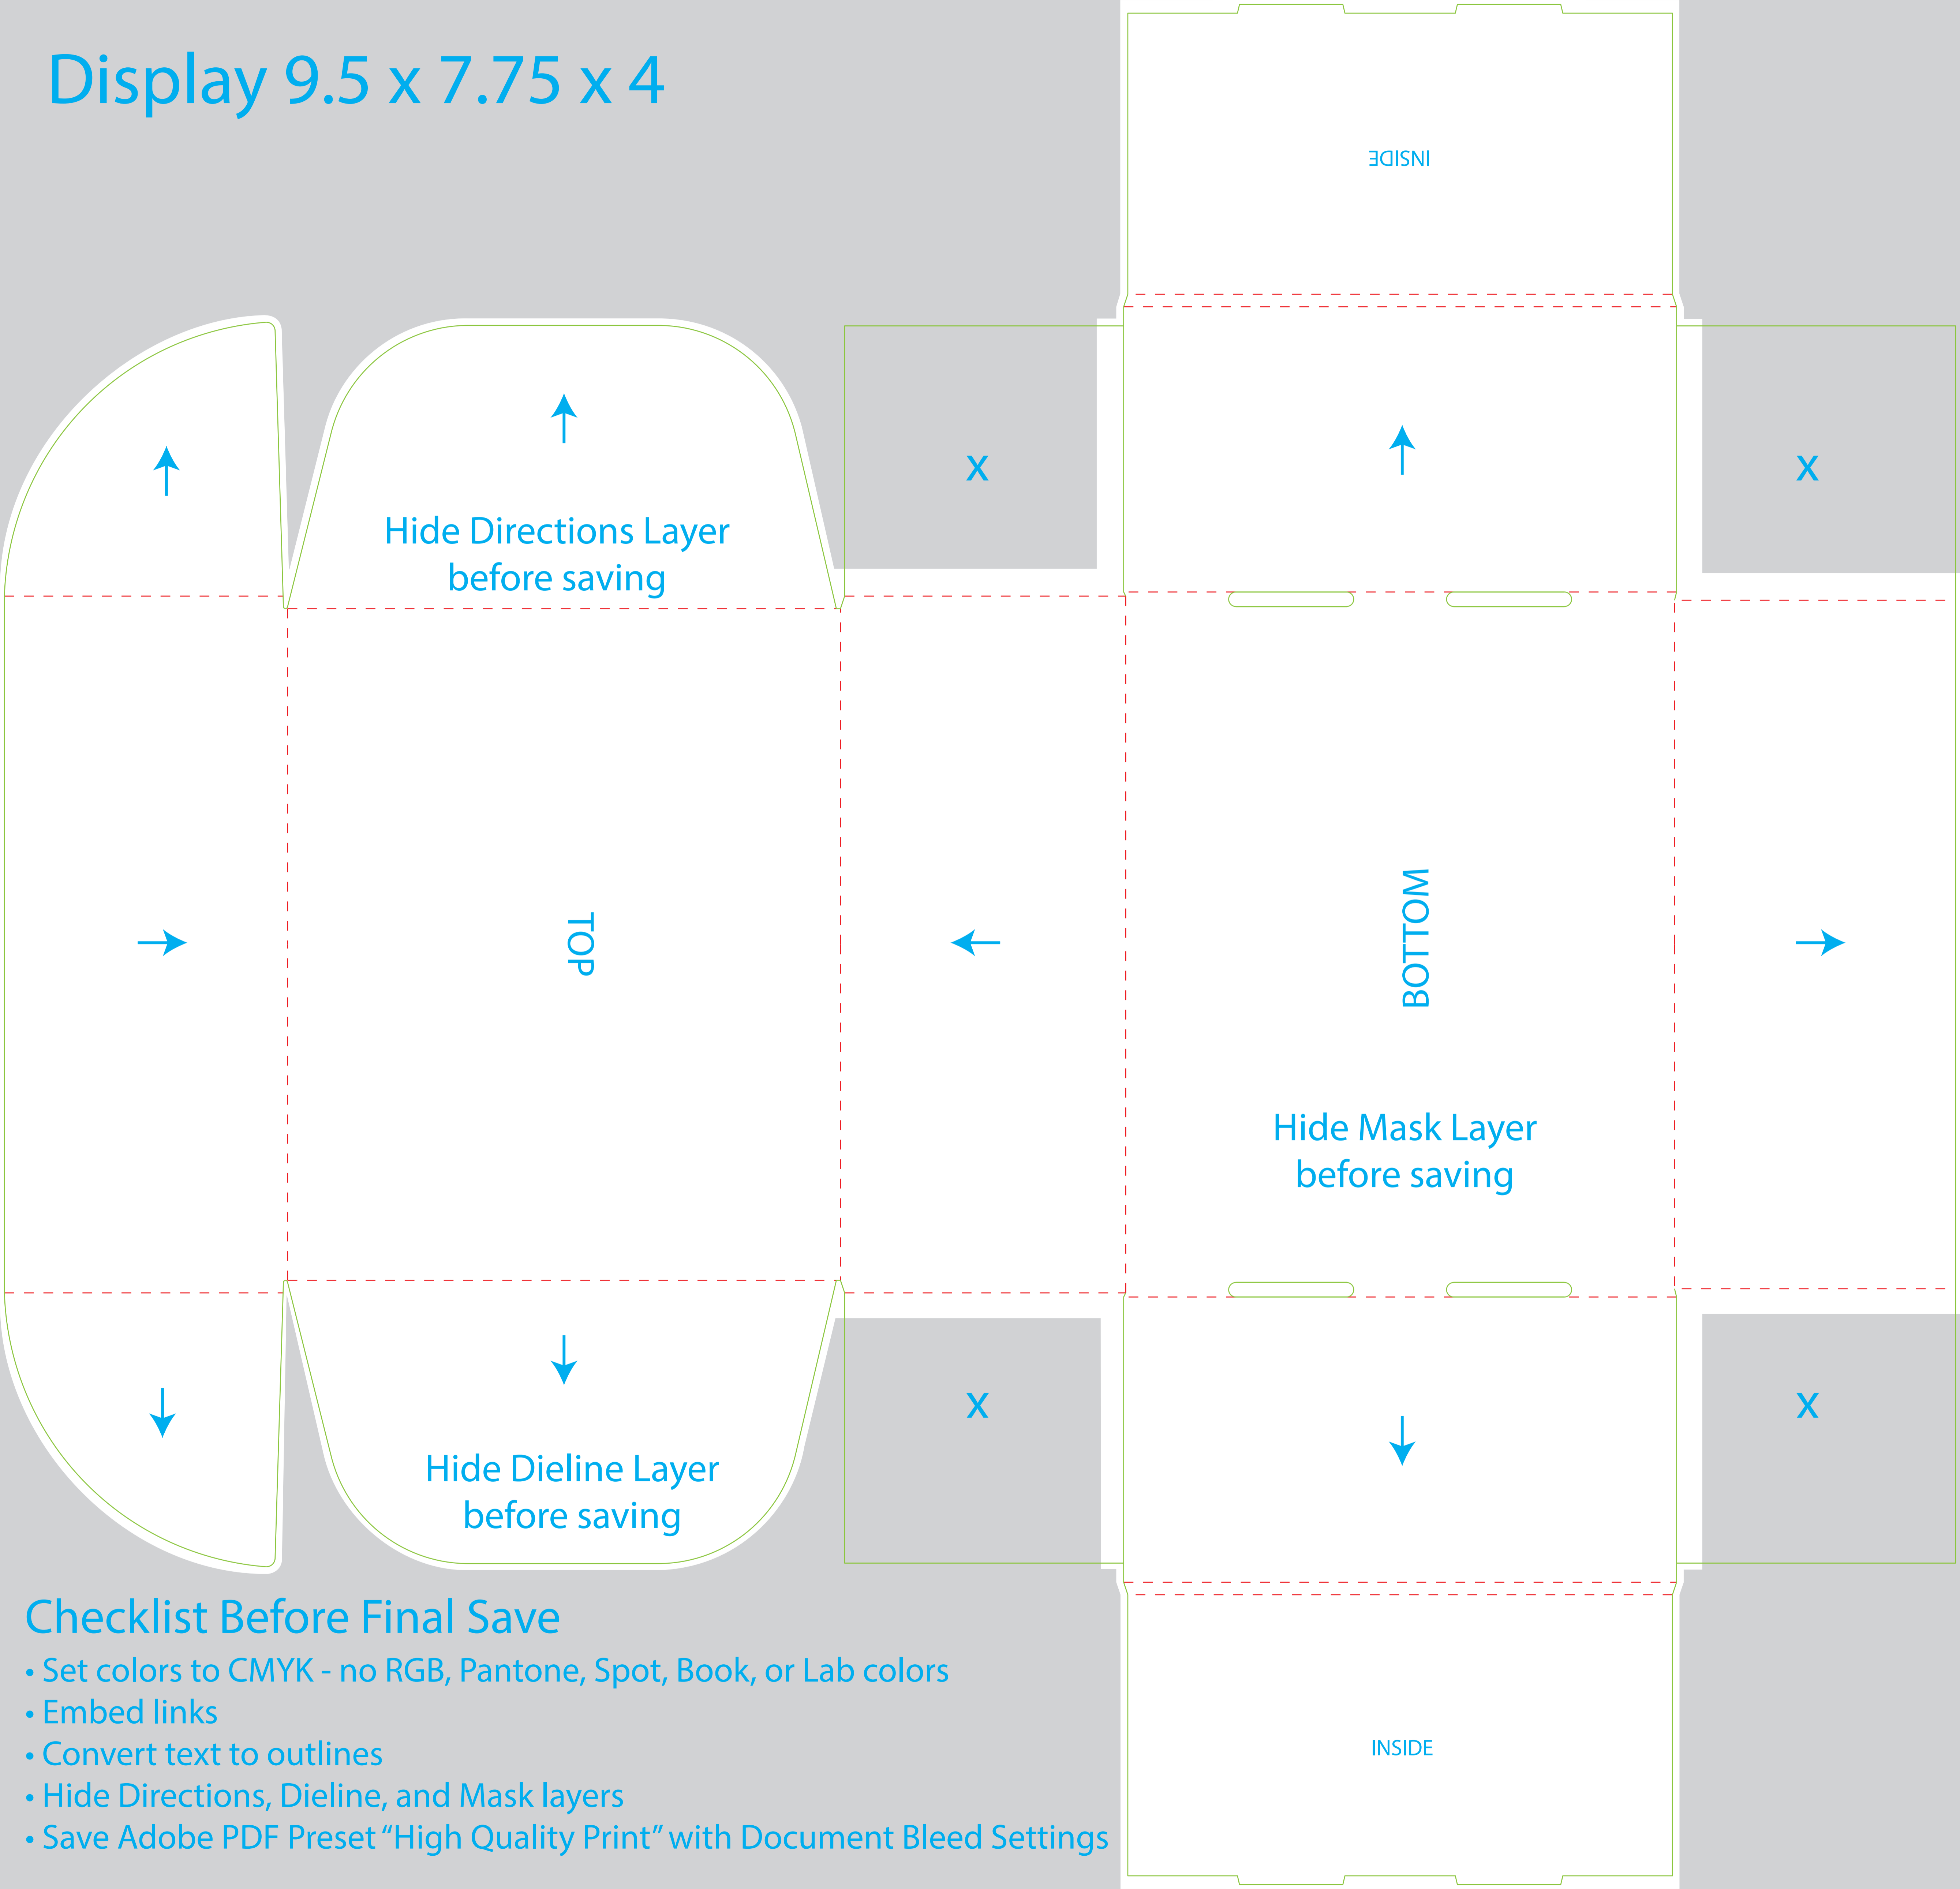 Display 9.5 x 7.75 x 4
INSIDE
x
x
Hide Directions Layer
before saving
TOP
BOTTOM
Hide Mask Layer
before saving
x
x
Hide Dieline Layer
before saving
Checklist Before Final Save
• Set colors to CMYK - no RGB, Pantone, Spot, Book, or Lab colors
• Embed links
• Convert text to outlines
• Hide Directions, Dieline, and Mask layers
• Save Adobe PDF Preset “High Quality Print” with Document Bleed Settings
INSIDE